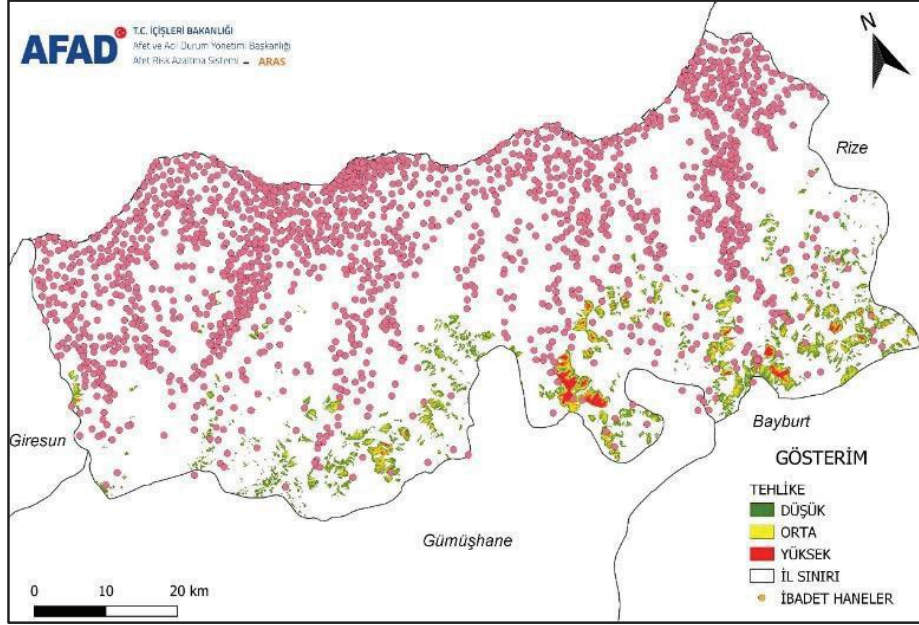 AFAD
T.C. İÇİŞLERİ BAKANLIĞI
Afet ve Acil Durum Yönetimi Başkanlığı
Afet Risk Azaltma Sistemi - ARAS
N
Rize
Giresun
Bayburt
Gümüşhane
GÖSTERİM
TEHLİKE
DÜŞÜK
ORTA
YÜKSEK
İL SINIRI
İBADET HANELER
0 10 20 km